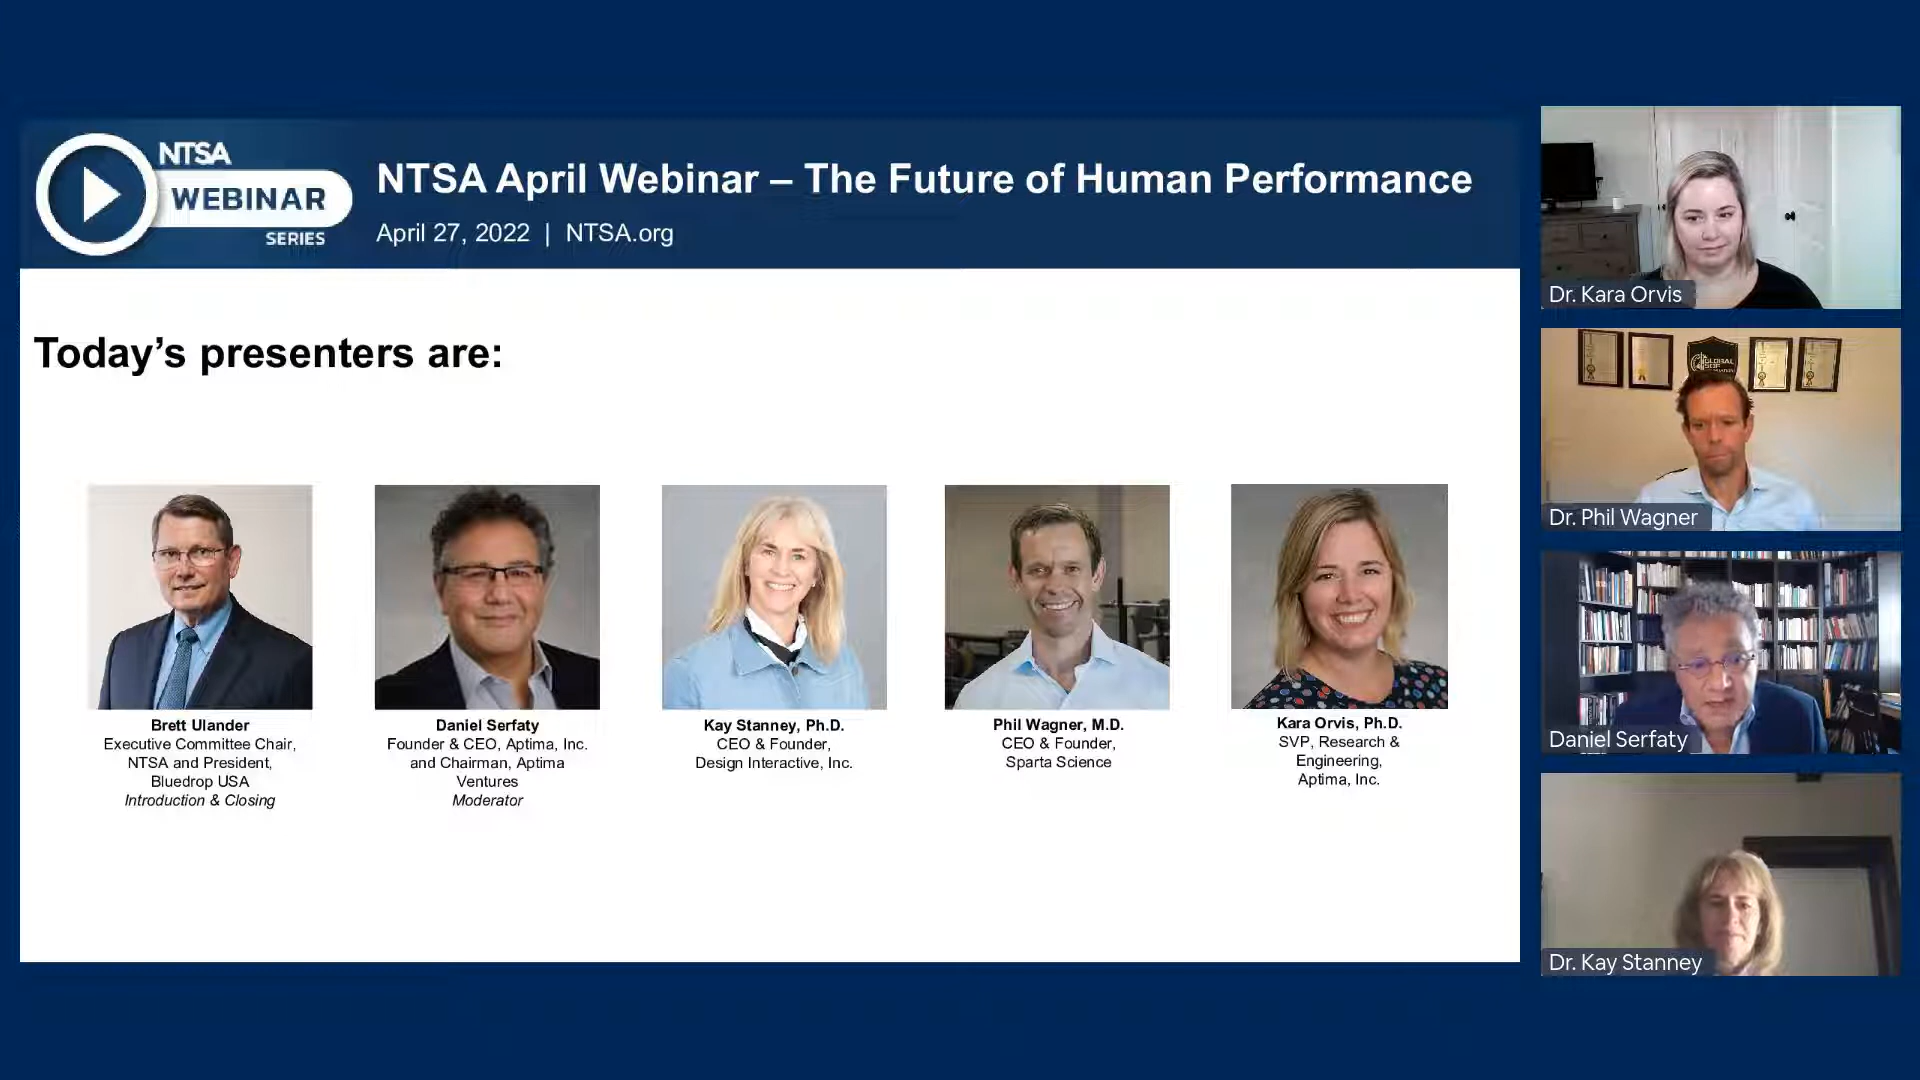 NTSA
WEBINAR
SERIES
NTSA April Webinar – The Future of Human Performance
April 27, 2022 | NTSA.org
Today’s presenters are:
Brett Ulander
Executive Committee Chair,
NTSA and President,
Bluedrop USA
Introduction & Closing
Daniel Serfaty
Founder & CEO, Aptima, Inc.
and Chairman, Aptima
Ventures
Moderator
Kay Stanney, Ph.D.
CEO & Founder,
Design Interactive, Inc.
Phil Wagner, M.D.
CEO & Founder,
Sparta Science
Kara Orvis, Ph.D.
SVP, Research &
Engineering,
Aptima, Inc.
Dr. Kara Orvis
GLOBAL
SOF
Dr. Phil Wagner
Daniel Serfaty
Dr. Kay Stanney